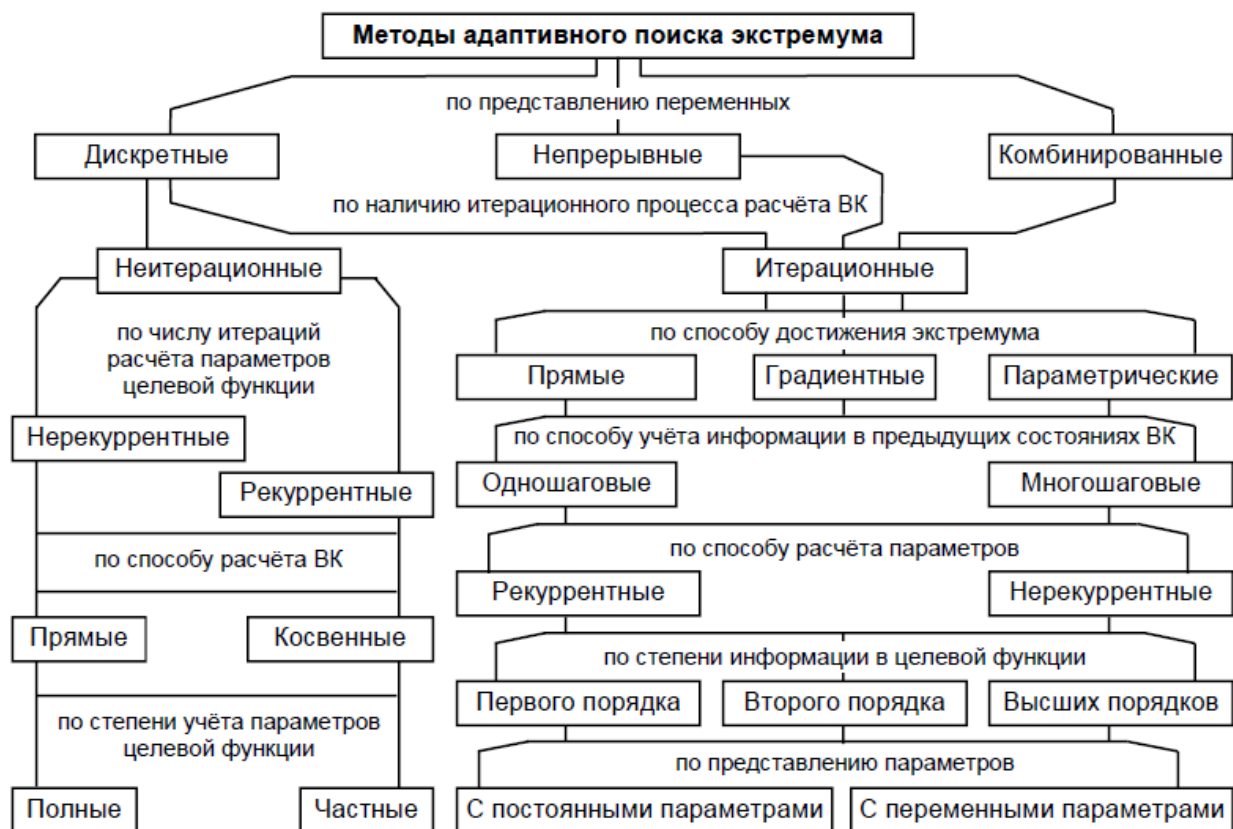 Методы адаптивного поиска экстремума
по представлению переменных
Дискретные
Непрерывные
Комбинированные
по наличию итерационного процесса расчёта ВК
Неитерационные
Итерационные
по числу итераций
расчёта параметров
целевой функции
Нерекуррентные
Рекуррентные
по способу расчёта ВК
Прямые
Косвенные
по степени учёта параметров
целевой функции
Полные
Частные
по способу достижения экстремума
Прямые
Градиентные
Параметрические
по способу учёта информации в предыдущих состояниях ВК
Одношаговые
Многошаговые
по способу расчёта параметров
Рекуррентные
Нерекуррентные
по степени информации в целевой функции
Первого порядка
Второго порядка
Высших порядков
по представлению параметров
С постоянными параметрами
С переменными параметрами